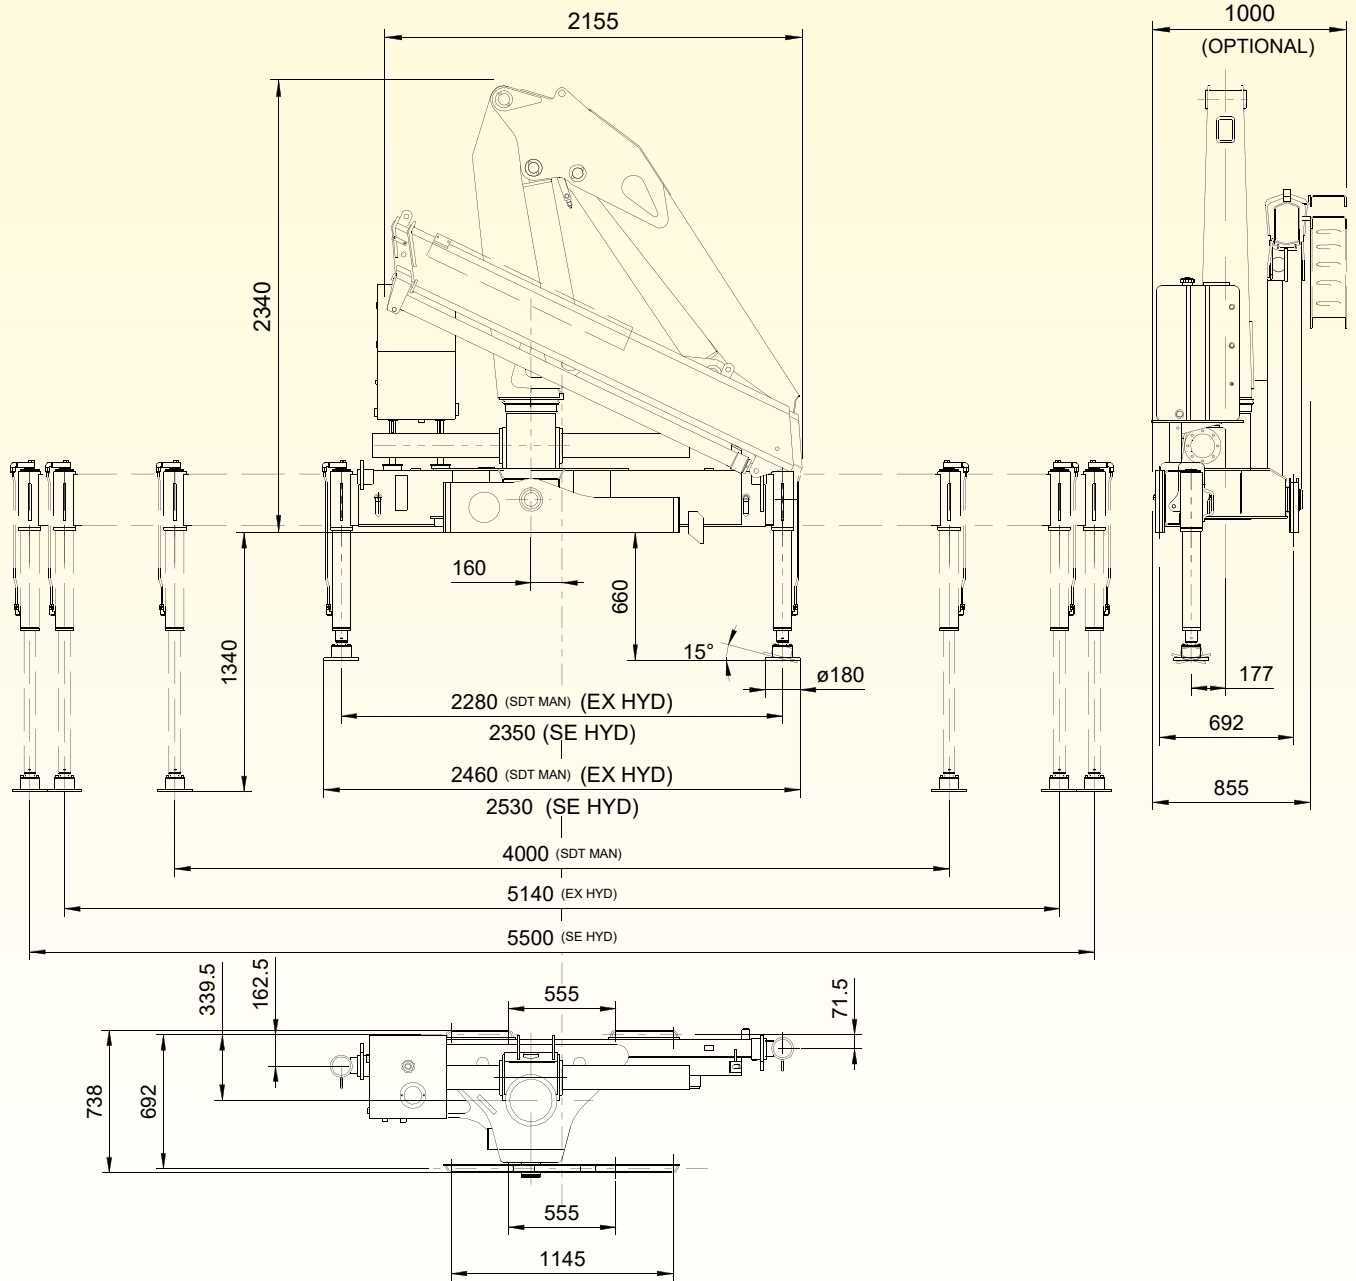 2155
1000
(OPTIONAL)
2340
160
660
1340
15°
ø180
177
2280 (SDT MAN) (EX HYD)
2350 (SE HYD)
692
2460 (SDT MAN) (EX HYD)
2530 (SE HYD)
855
4000 (SDT MAN)
5140 (EX HYD)
5500 (SE HYD)
339.5
162.5
555
71.5
738
692
555
1145